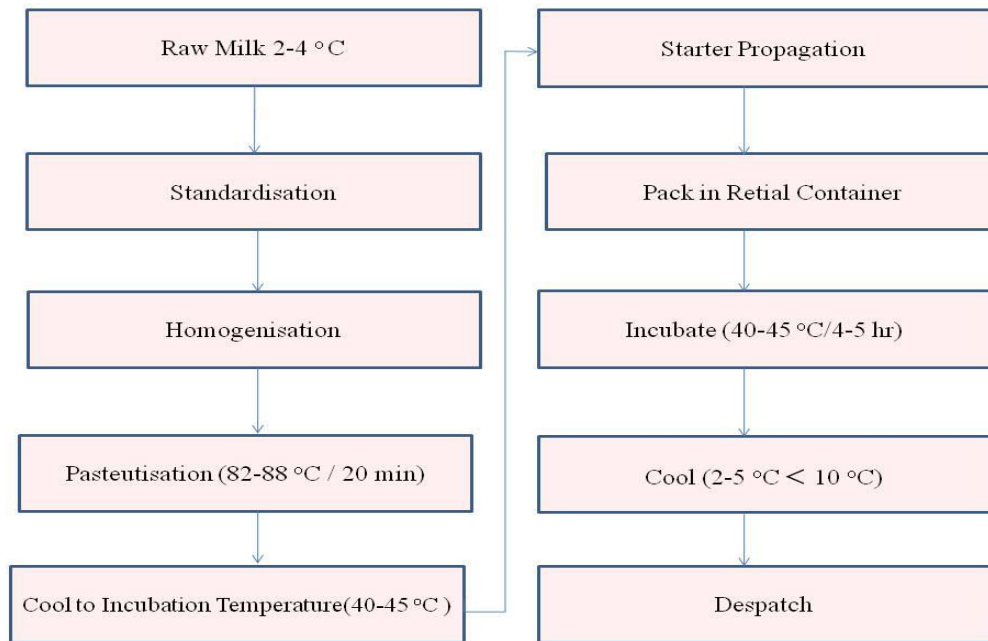 Raw Milk 2-4 °C
Standardisation
Homogenisation
Pasteutisation (82-88 °C / 20 min)
Cool to Incubation Temperature(40-45 °C )
Starter Propagation
Pack in Retial Container
Incubate (40-45 °C/4-5 hr)
Cool (2-5 °C < 10 °C)
Despatch